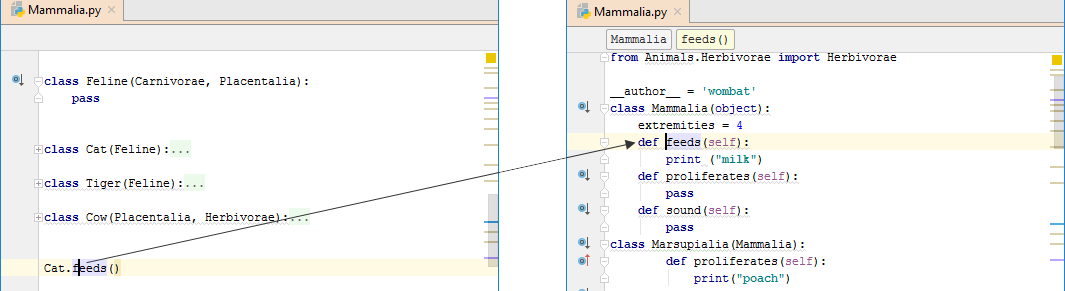 Mammalia.py
class Feline(Carnivorae, Placentalia):
pass
class Cat(Feline):...
class Tiger(Feline):...
class Cow(Placentalia, Herbivorae):...
Cat.feeds()
Mammalia.py
Mammalia feeds()
from Animals.Herbivorae import Herbivorae
__author__ = 'wombat'
class Mammalia(object):
extremities = 4
def feeds(self):
print ("milk")
def proliferates(self):
pass
def sound(self):
pass
class Marsupialia(Mammalia):
def proliferates(self):
print("poach")